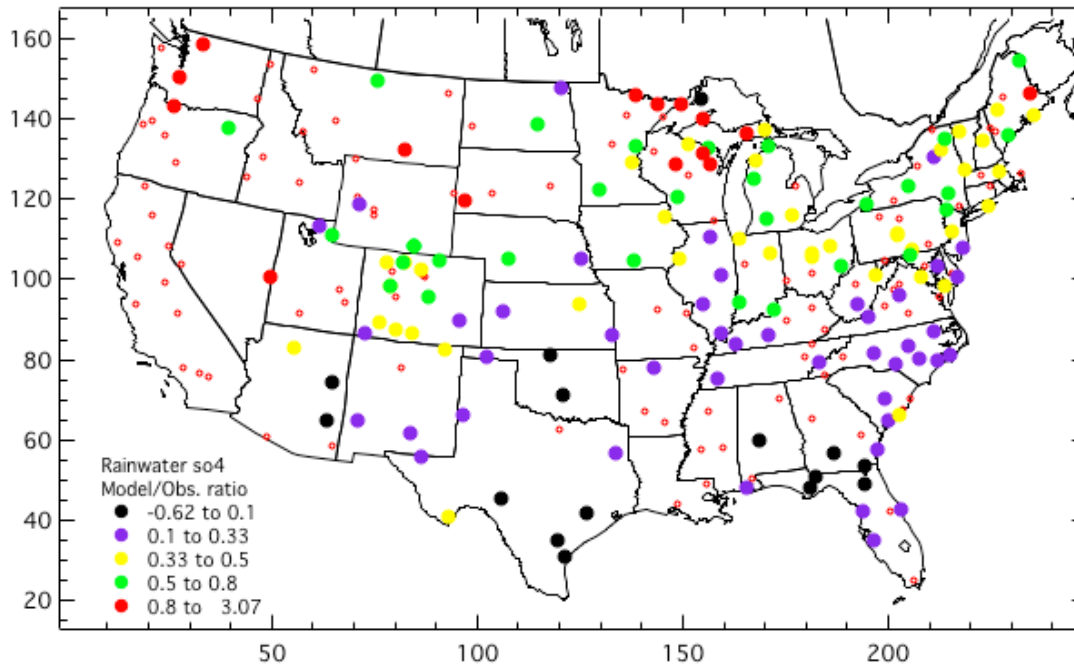 160
140
120
100
80
60
40
20
Rainwater so4
Model/Obs. ratio
-0.62 to 0.1
0.1 to 0.33
0.33 to 0.5
0.5 to 0.8
0.8 to 3.07
50
100
150
200